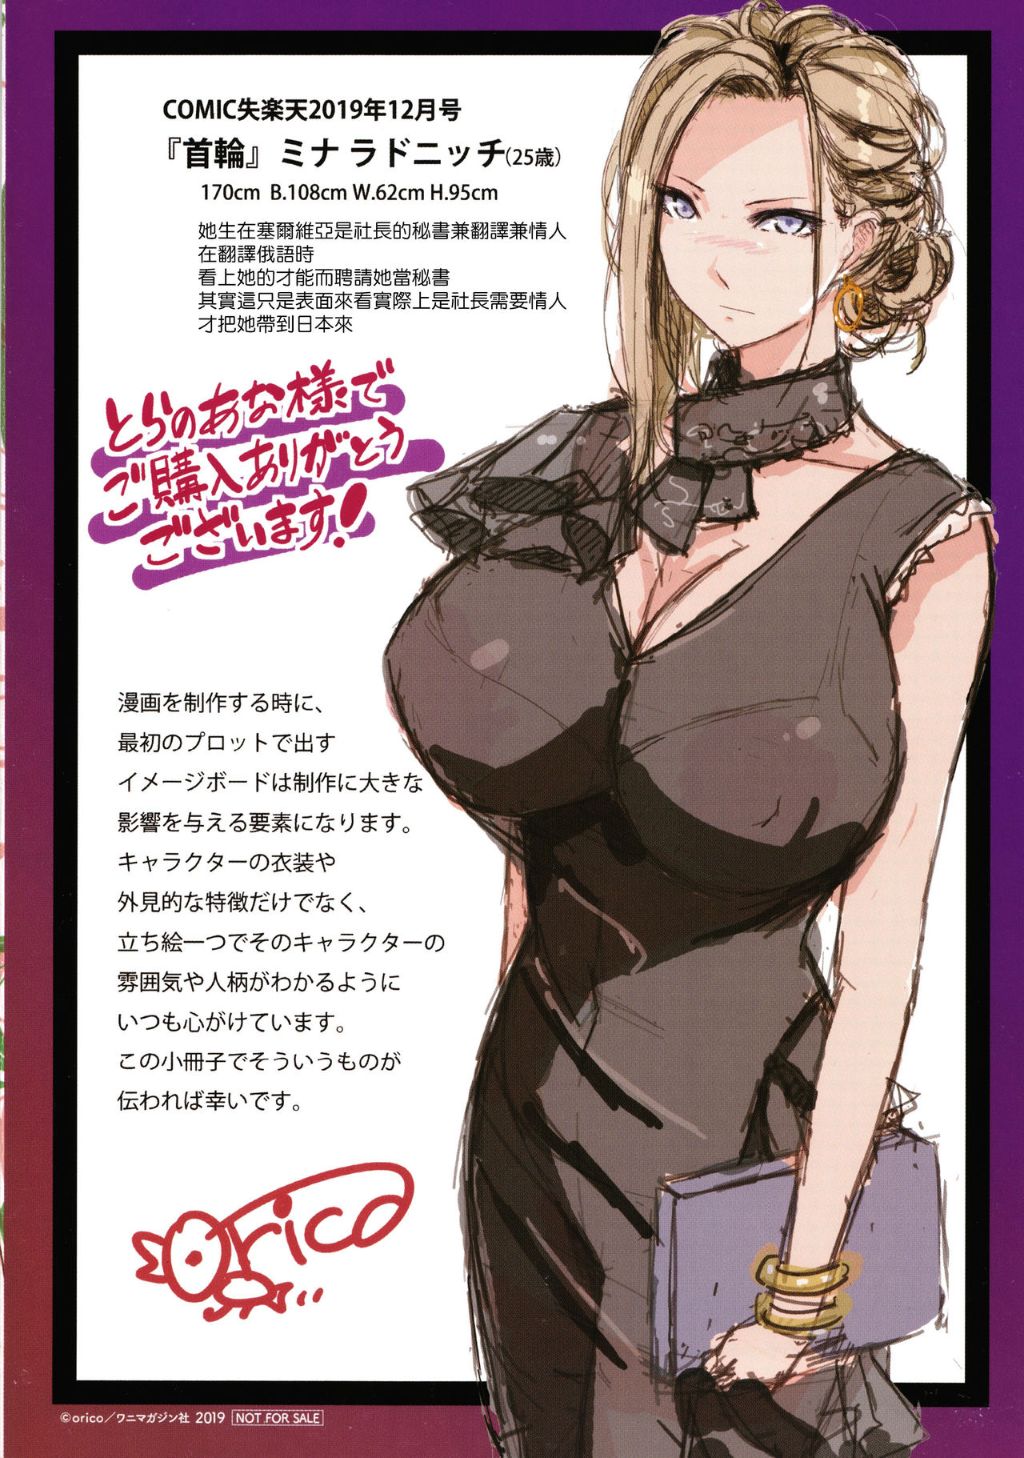 COMIC失楽天2019年12月号
『首輪』 ミナ ラドニッチ(25歳)
170cm B.108cm W.62cm H.95cm
她生在塞爾維亞是社長的秘書兼翻譯兼情人
在翻譯俄語時
看上她的才能而聘請她當秘書
其實這只是表面來看實際上是社長需要情人
才把她帶到日本來
とらのあな様で
ご購入ありがとう
ございます!
漫画を制作する時に、
最初のプロットで出す
イメージボードは制作に大きな
影響を与える要素になります。
キャラクターの衣装や
外見的な特徴だけでなく、
立ち絵一つでそのキャラクターの
雰囲気や人柄がわかるように
いつも心がけています。
この小冊子でそういうものが
伝われば幸いです。
orico
©orico/ワニマガジン社 2019 NOT FOR SALE